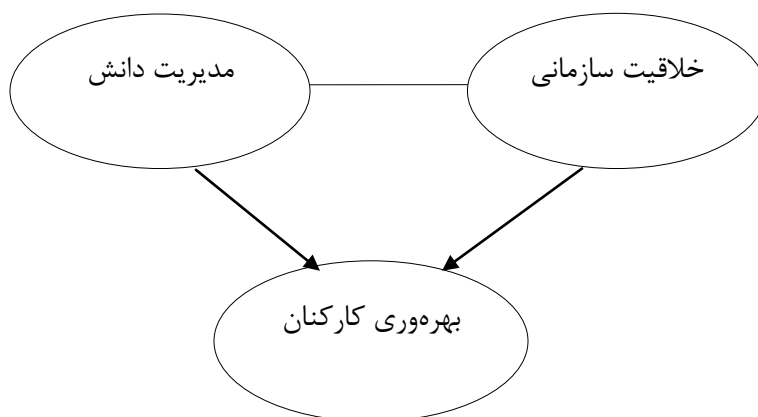 خلاقیت سازمانی
مدیریت دانش
بهره‌وری کارکنان